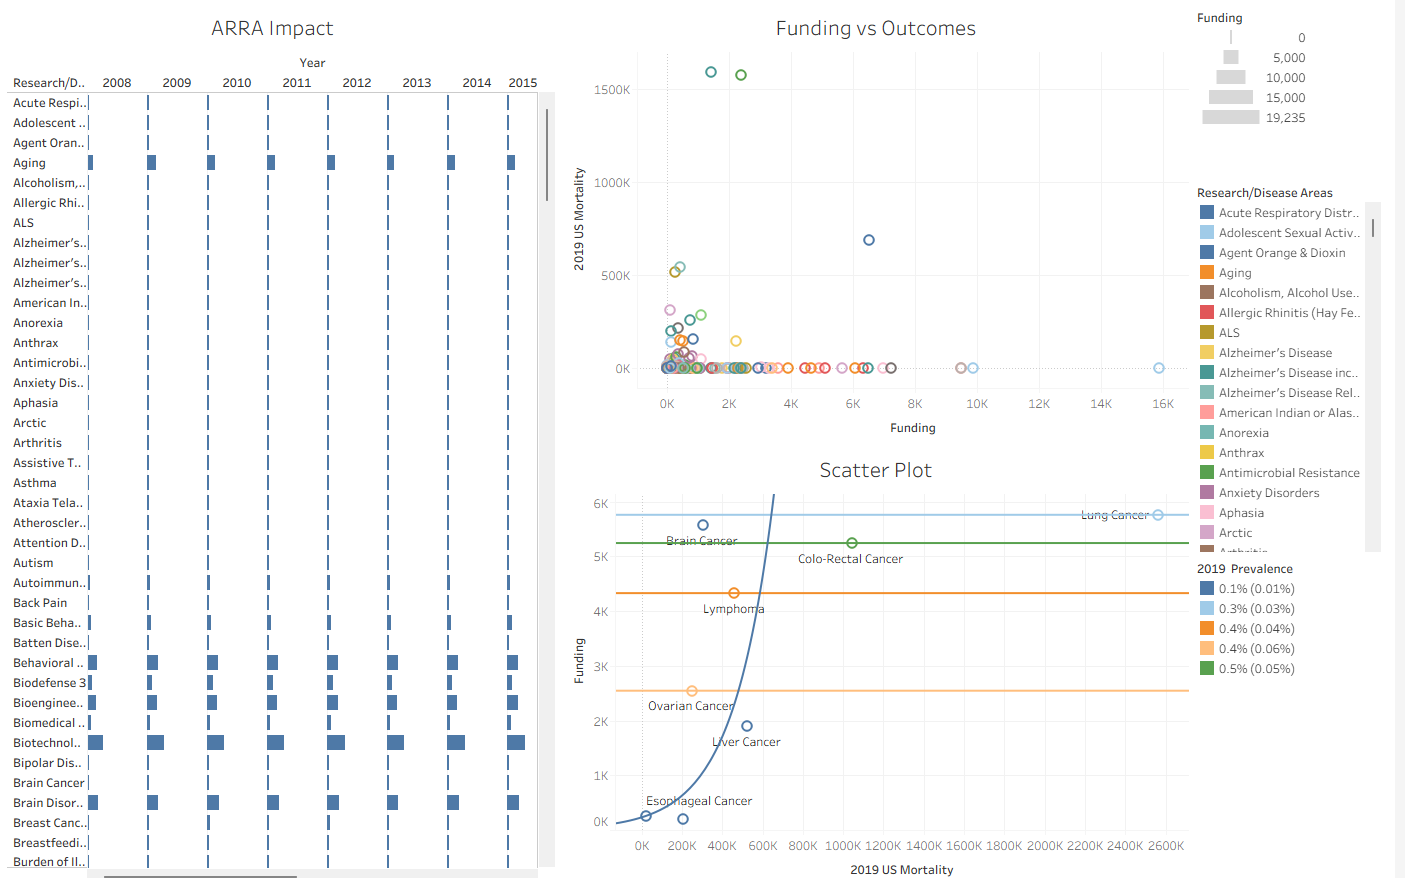 ARRA Impact
Year
Research/D.. 2008 2009 2010 2011 2012 2013 2014 2015
Acute Respi..
Adolescent ..
Agent Oran..
Aging
Alcoholism,..
Allergic Rhi..
ALS
Alzheimer's..
Alzheimer's..
Alzheimer's..
American In..
Anorexia
Anthrax
Antimicrobi..
Anxiety Dis..
Aphasia
Arctic
Arthritis
Assistive T..
Asthma
Ataxia Tela..
Atheroscler..
Attention D..
Autism
Autoimmun..
Back Pain
Basic Beha..
Batten Dise..
Behavioral ..
Biodefense 3
Bioenginee..
Biomedical ..
Biotechnol..
Bipolar Dis..
Brain Cancer
Brain Disor..
Breast Canc..
Breastfeedi..
Burden of Il..
Funding vs Outcomes
2019 US Mortality
1500K
1000K
500K
0K
0K 2K 4K 6K 8K 10K 12K 14K 16K
Funding
Scatter Plot
Funding
6K
5K
4K
3K
2K
1K
0K
Lung Cancer
Brain Cancer
Colo-Rectal Cancer
Lymphoma
Ovarian Cancer
Liver Cancer
Esophageal Cancer
0K 200K 400K 600K 800K 1000K 1200K 1400K 1600K 1800K 2000K 2200K 2400K 2600K
2019 US Mortality
Funding
0
5,000
10,000
15,000
19,235
Research/Disease Areas
Acute Respiratory Distr..
Adolescent Sexual Activ..
Agent Orange & Dioxin
Aging
Alcoholism, Alcohol Use..
Allergic Rhinitis (Hay Fe..
ALS
Alzheimer's Disease
Alzheimer's Disease inc..
Alzheimer's Disease Rel..
American Indian or Alas..
Anorexia
Anthrax
Antimicrobial Resistance
Anxiety Disorders
Aphasia
Arctic
Arthritis
2019 Prevalence
0.1% (0.01%)
0.3% (0.03%)
0.4% (0.04%)
0.4% (0.06%)
0.5% (0.05%)